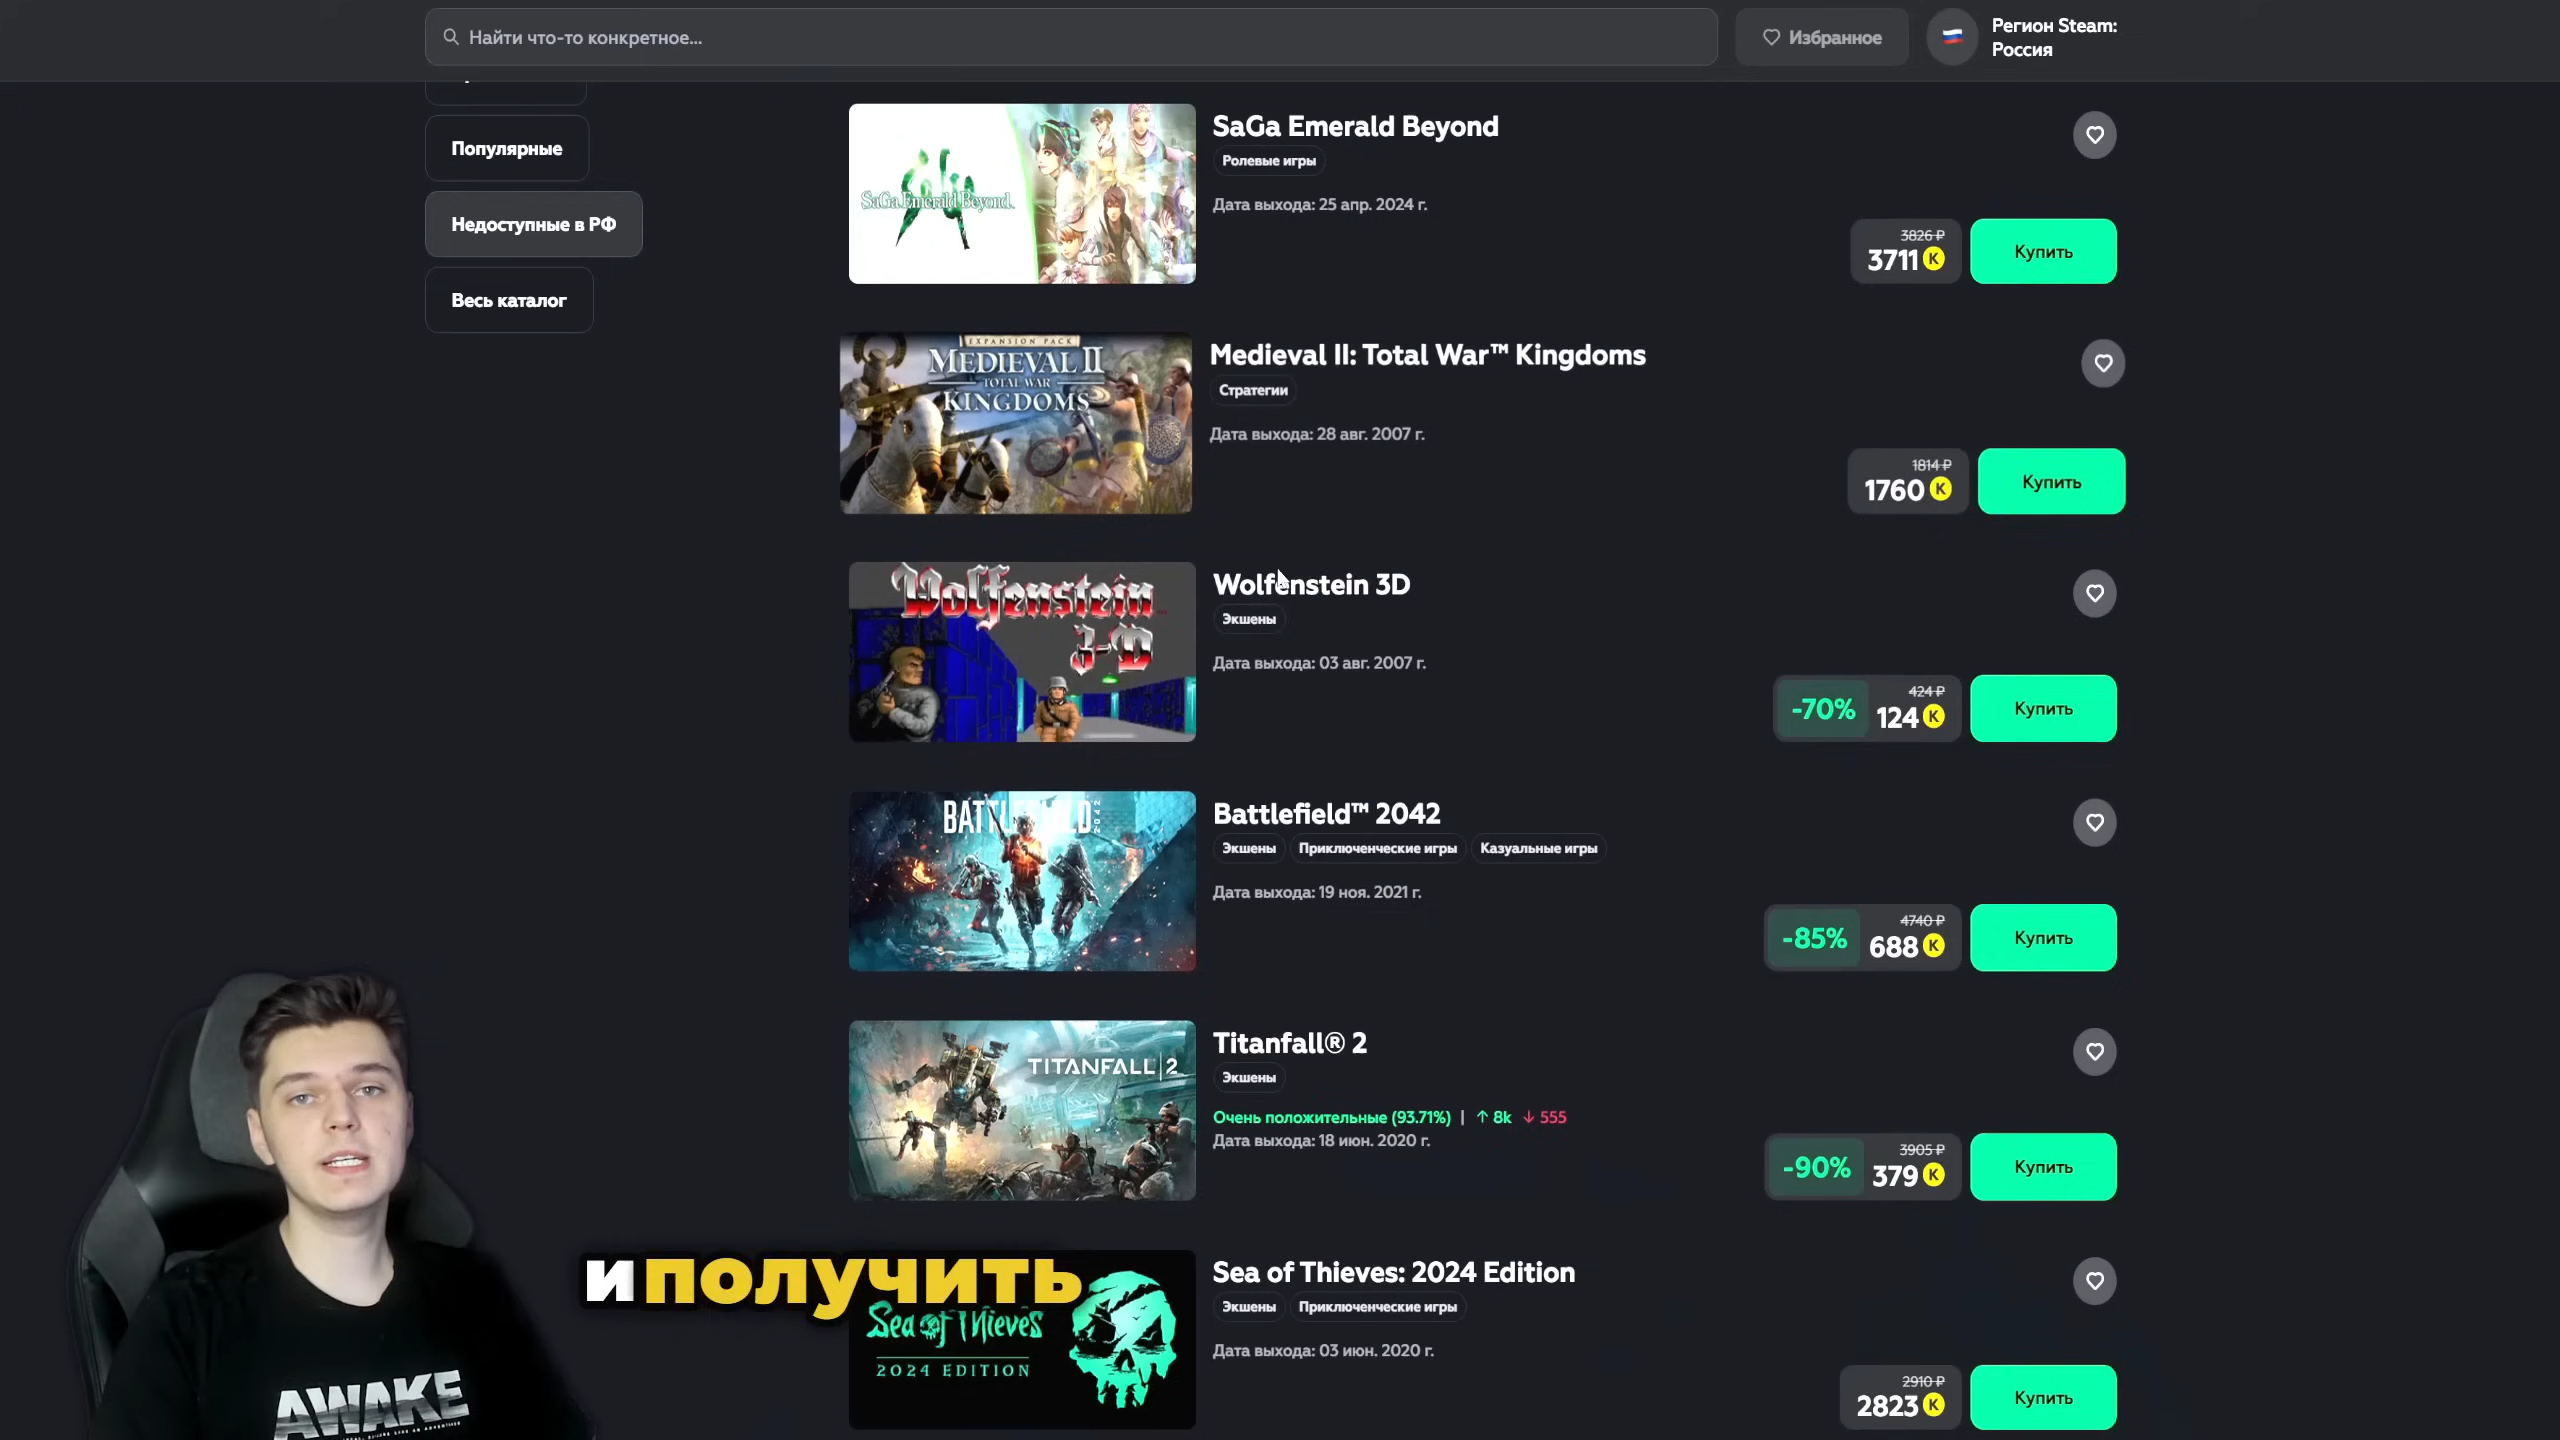 Найти что-то конкретное...
Избранное
Регион Steam:
Россия
Популярные
Недоступные в РФ
Весь каталог
SaGa Emerald Beyond.
SaGa Emerald Beyond
Ролевые игры
Дата выхода: 25 апр. 2024 г.
3826 ₽
3711 K
Купить
EXPANSION PACK
MEDIEVAL II
TOTAL WAR
KINGDOMS
Medieval II: Total War™ Kingdoms
Стратегии
Дата выхода: 28 авг. 2007 г.
1814 ₽
1760 K
Купить
Wolfenstein
3-D
Wolfenstein 3D
Экшены
Дата выхода: 03 авг. 2007 г.
-70%
424 ₽
124 K
Купить
BATTLEFIELD 2042
Battlefield™ 2042
Экшены Приключенческие игры Казуальные игры
Дата выхода: 19 ноя. 2021 г.
-85%
4740 ₽
688 K
Купить
TITANFALL|2
Titanfall® 2
Экшены
Очень положительные (93.71%) | ↑ 8k ↓ 555
Дата выхода: 18 июн. 2020 г.
-90%
3905 ₽
379 K
Купить
и получить
Sea of Thieves
2024 EDITION
Sea of Thieves: 2024 Edition
Экшены Приключенческие игры
Дата выхода: 03 июн. 2020 г.
2910 ₽
2823 K
Купить
AWAKE